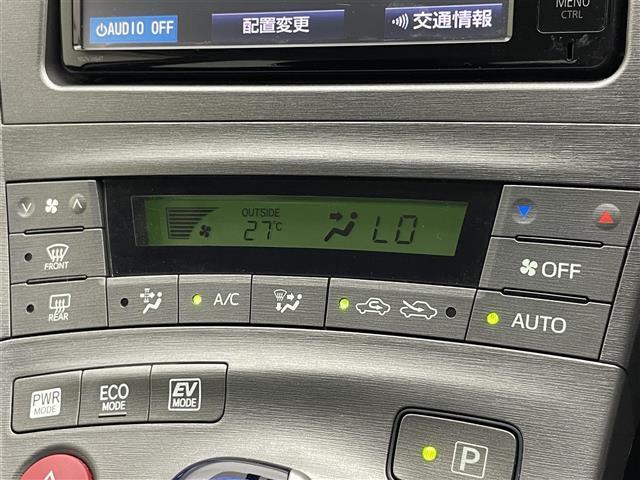 AUDIO OFF 配置変更 交通情報 MENU
CTRL
OUTSIDE
27℃ LO
FRONT
OFF
REAR
A/C
AUTO
PWR MODE
ECO MODE
EV MODE
P